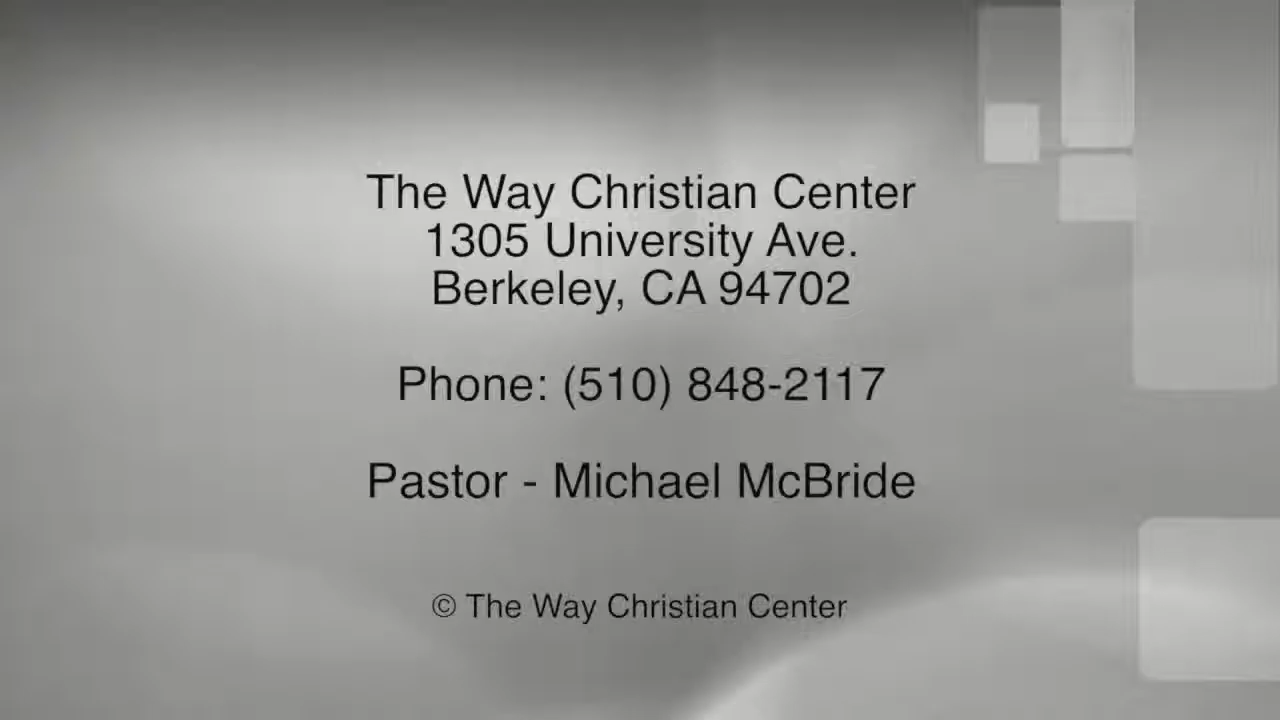 The Way Christian Center
1305 University Ave.
Berkeley, CA 94702
Phone: (510) 848-2117
Pastor - Michael McBride
© The Way Christian Center